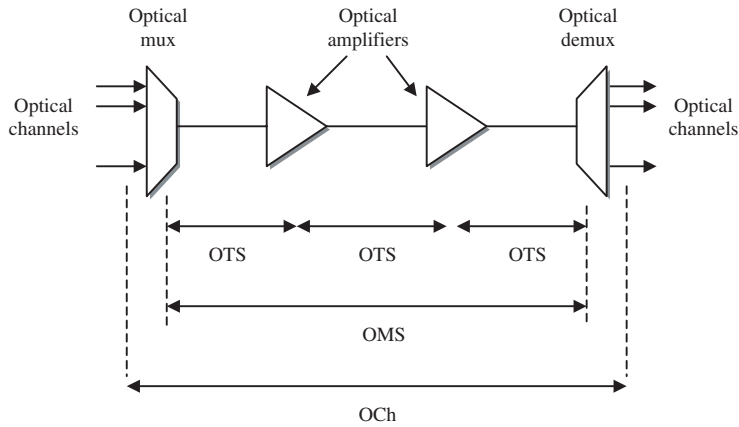 Optical
mux
Optical
amplifiers
Optical
demux
Optical
channels
Optical
channels
OTS
OTS
OTS
OMS
OCh